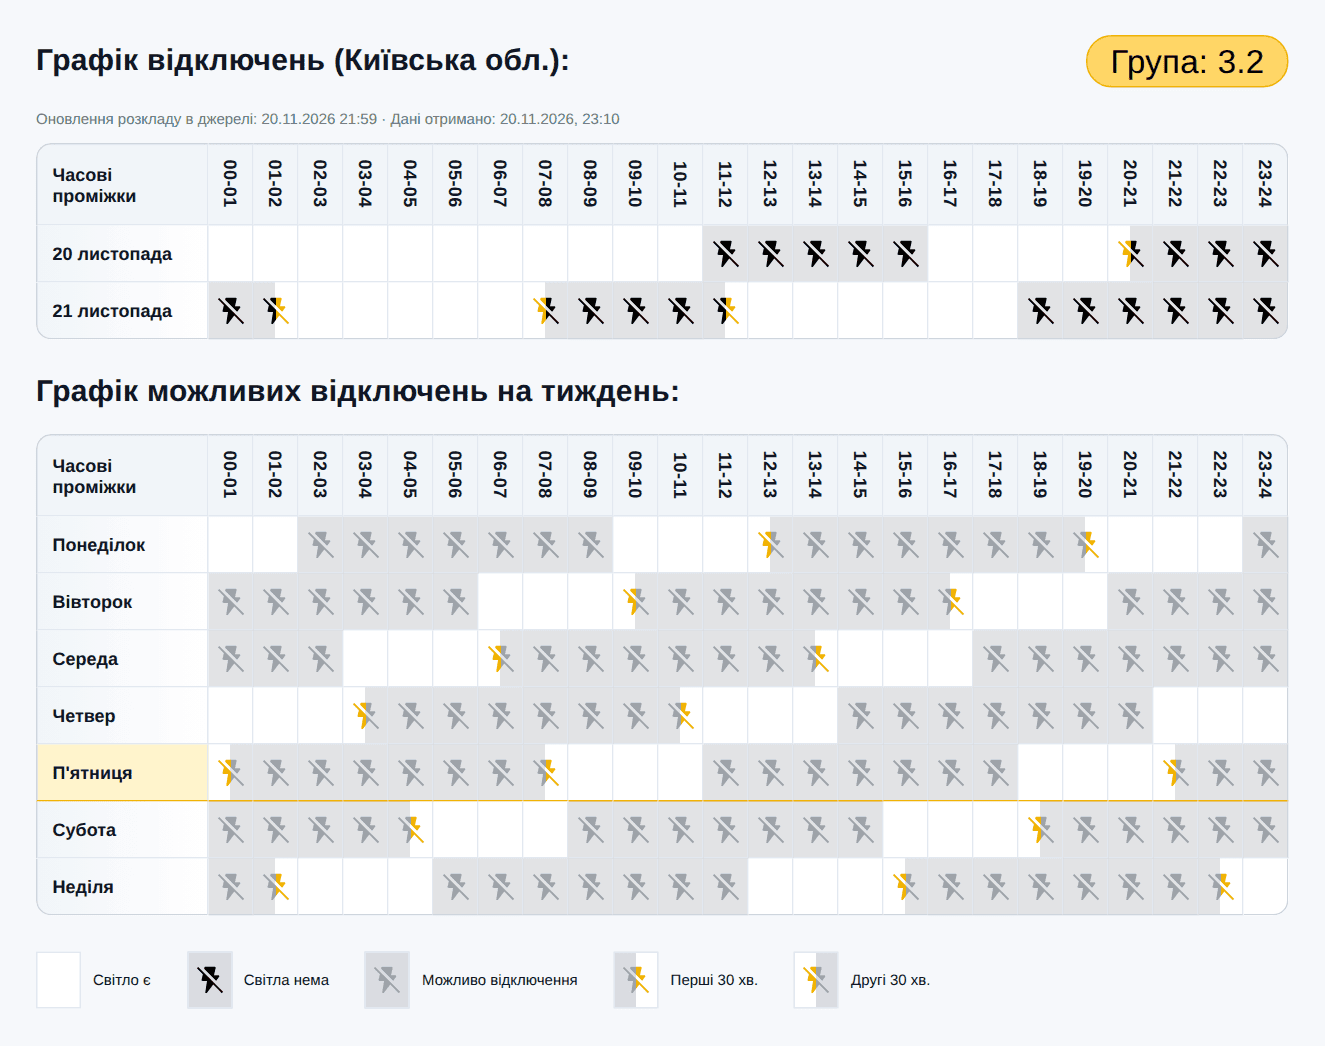 Графік відключень (Київська обл.):
Група: 3.2
Оновлення розкладу в джерелі: 20.11.2026 21:59 · Дані отримано: 20.11.2026, 23:10
Часові
проміжки
00-01 01-02 02-03 03-04 04-05 05-06 06-07 07-08 08-09 09-10 10-11 11-12 12-13 13-14 14-15 15-16 16-17 17-18 18-19 19-20 20-21 21-22 22-23 23-24
20 листопада
21 листопада
Графік можливих відключень на тиждень:
Часові
проміжки
00-01 01-02 02-03 03-04 04-05 05-06 06-07 07-08 08-09 09-10 10-11 11-12 12-13 13-14 14-15 15-16 16-17 17-18 18-19 19-20 20-21 21-22 22-23 23-24
Понеділок
Вівторок
Середа
Четвер
П'ятниця
Субота
Неділя
Світло є
Світла нема
Можливо відключення
Перші 30 хв.
Другі 30 хв.